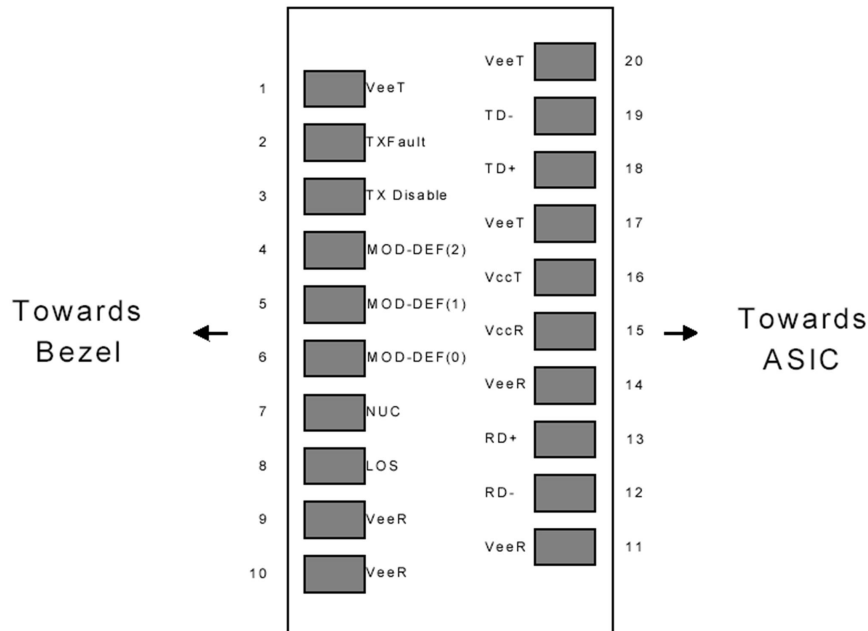 VeeT 20
1 VeeT
TD- 19
2 TXFault
TD+ 18
3 TX Disable
VeeT 17
4 MOD-DEF(2)
VccT 16
5 MOD-DEF(1)
Towards
Bezel
VccR 15
Towards
ASIC
6 MOD-DEF(0)
VeeR 14
7 NUC
RD+ 13
8 LOS
RD- 12
9 VeeR
VeeR 11
10 VeeR